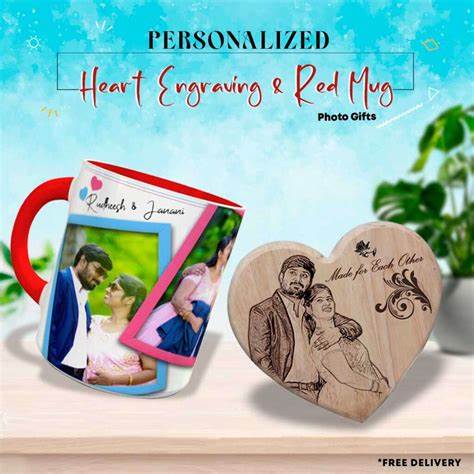 PERSONALIZED
Heart Engraving & Red Mug
Photo Gifts
Rudheesh & Janani
Made for Each Other
*FREE DELIVERY